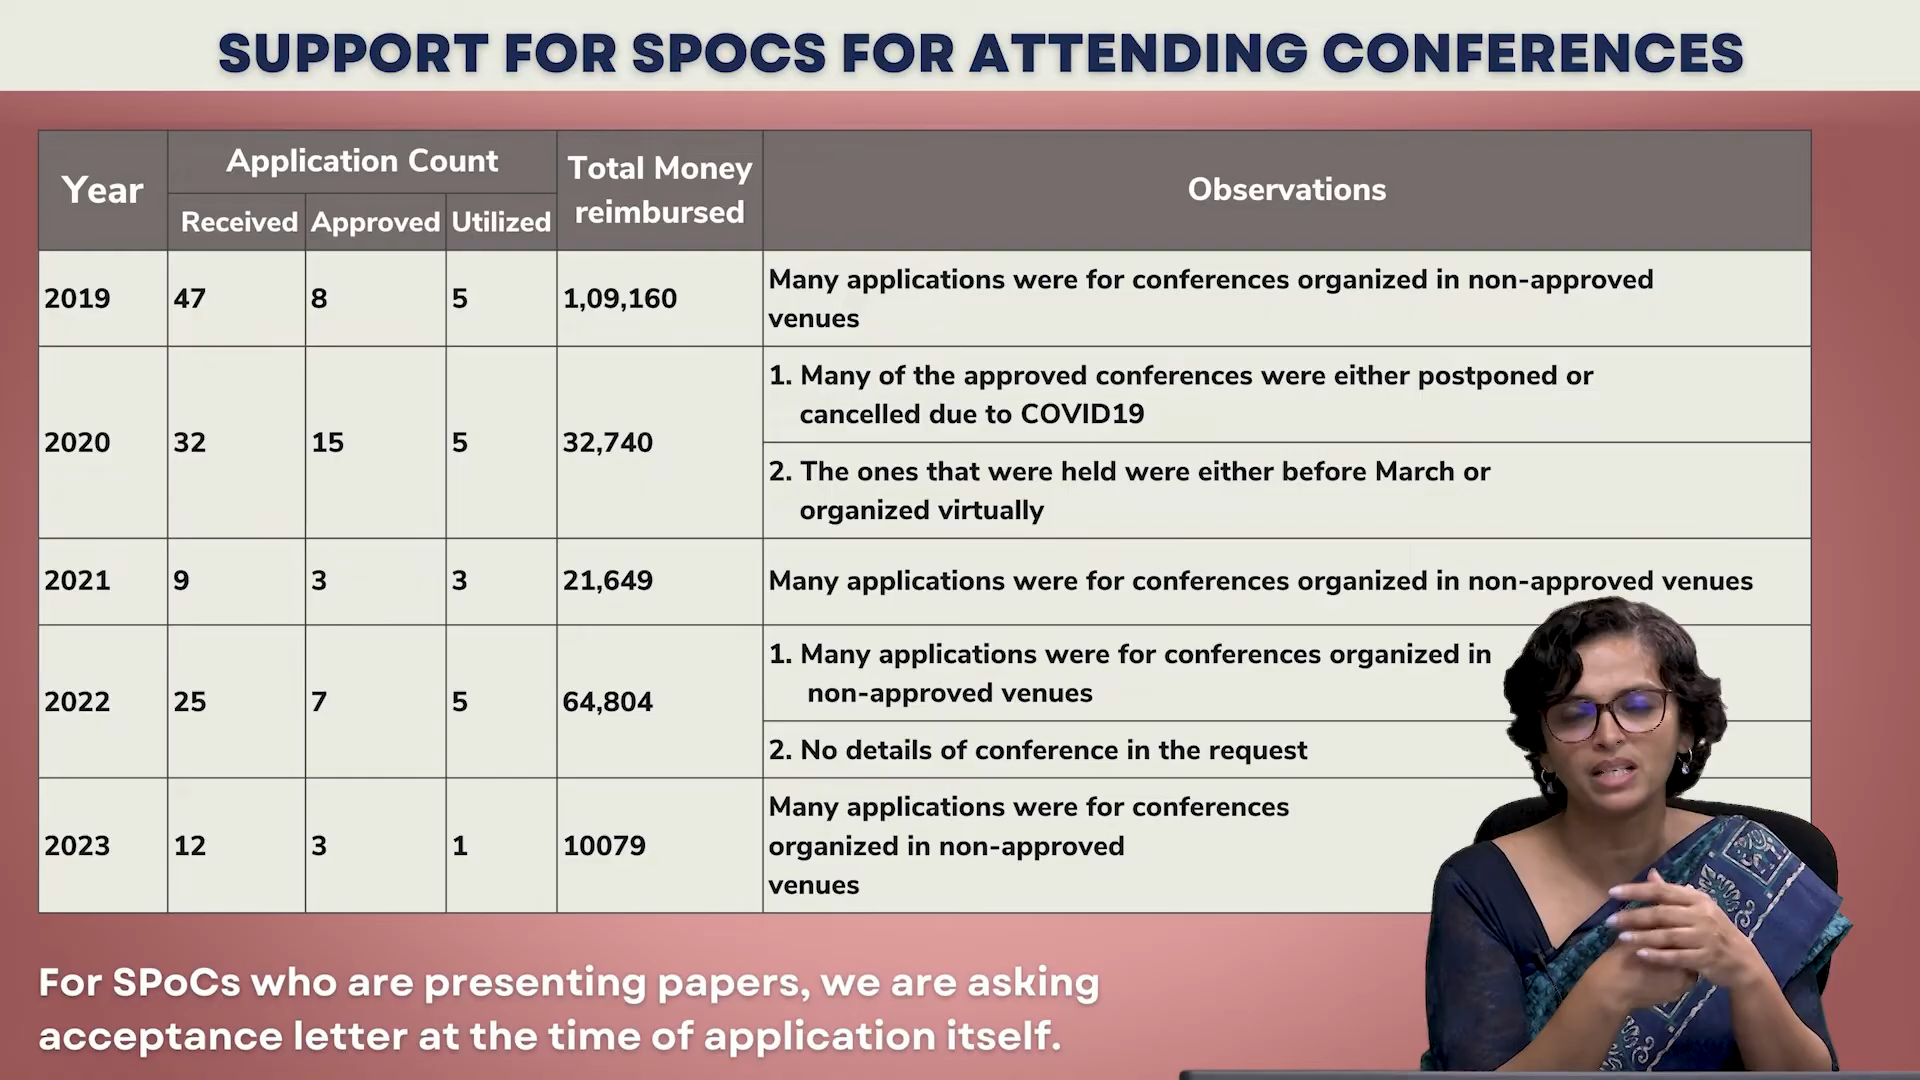 SUPPORT FOR SPOCS FOR ATTENDING CONFERENCES
Year
Application Count
Received Approved Utilized
Total Money
reimbursed
Observations
2019 47 8 5 1,09,160
Many applications were for conferences organized in non-approved
venues
2020 32 15 5 32,740
1. Many of the approved conferences were either postponed or
cancelled due to COVID19
2. The ones that were held were either before March or
organized virtually
2021 9 3 3 21,649 Many applications were for conferences organized in non-approved venues
2022 25 7 5 64,804
1. Many applications were for conferences organized in
non-approved venues
2. No details of conference in the request
2023 12 3 1 10079
Many applications were for conferences
organized in non-approved
venues
For SPoCs who are presenting papers, we are asking
acceptance letter at the time of application itself.